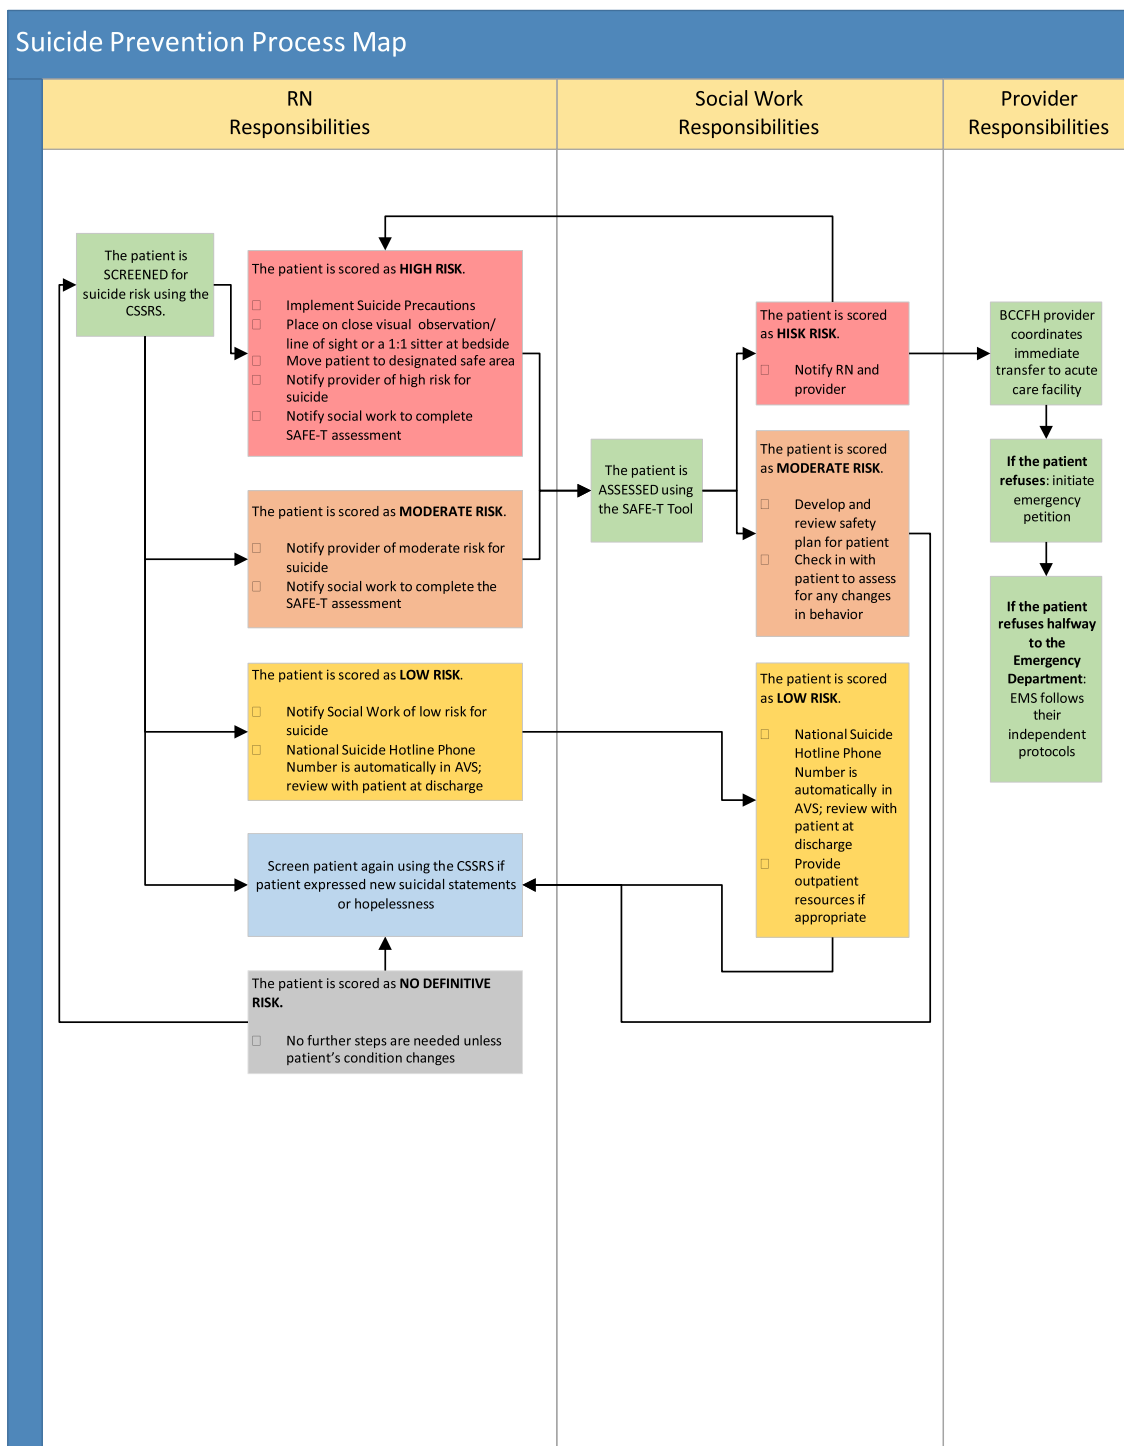 Suicide Prevention Process Map
RN
Responsibilities
Social Work
Responsibilities
Provider
Responsibilities
The patient is
SCREENED for
suicide risk using the
CSSRS.
The patient is scored as HIGH RISK.
Implement Suicide Precautions
Place on close visual observation/
line of sight or a 1:1 sitter at bedside
Move patient to designated safe area
Notify provider of high risk for
suicide
Notify social work to complete
SAFE-T assessment
The patient is scored as MODERATE RISK.
Notify provider of moderate risk for
suicide
Notify social work to complete the
SAFE-T assessment
The patient is scored as LOW RISK.
Notify Social Work of low risk for
suicide
National Suicide Hotline Phone
Number is automatically in AVS;
review with patient at discharge
Screen patient again using the CSSRS if
patient expressed new suicidal statements
or hopelessness
The patient is scored as NO DEFINITIVE
RISK.
No further steps are needed unless
patient’s condition changes
The patient is
ASSESSED using
the SAFE-T Tool
The patient is scored
as HISK RISK.
Notify RN and
provider
The patient is scored
as MODERATE RISK.
Develop and
review safety
plan for patient
Check in with
patient to assess
for any changes
in behavior
The patient is scored
as LOW RISK.
National Suicide
Hotline Phone
Number is
automatically in
AVS; review with
patient at
discharge
Provide
outpatient
resources if
appropriate
BCCFH provider
coordinates
immediate
transfer to acute
care facility
If the patient
refuses: initiate
emergency
petition
If the patient
refuses halfway
to the
Emergency
Department:
EMS follows
their
independent
protocols